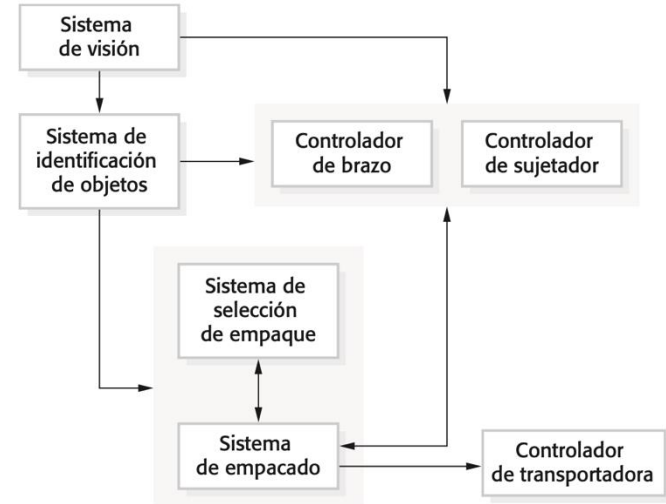 Sistema
de visión
Sistema de
identificación
de objetos
Controlador
de brazo
Controlador
de sujetador
Sistema de
selección
de empaque
Sistema
de empacado
Controlador
de transportadora